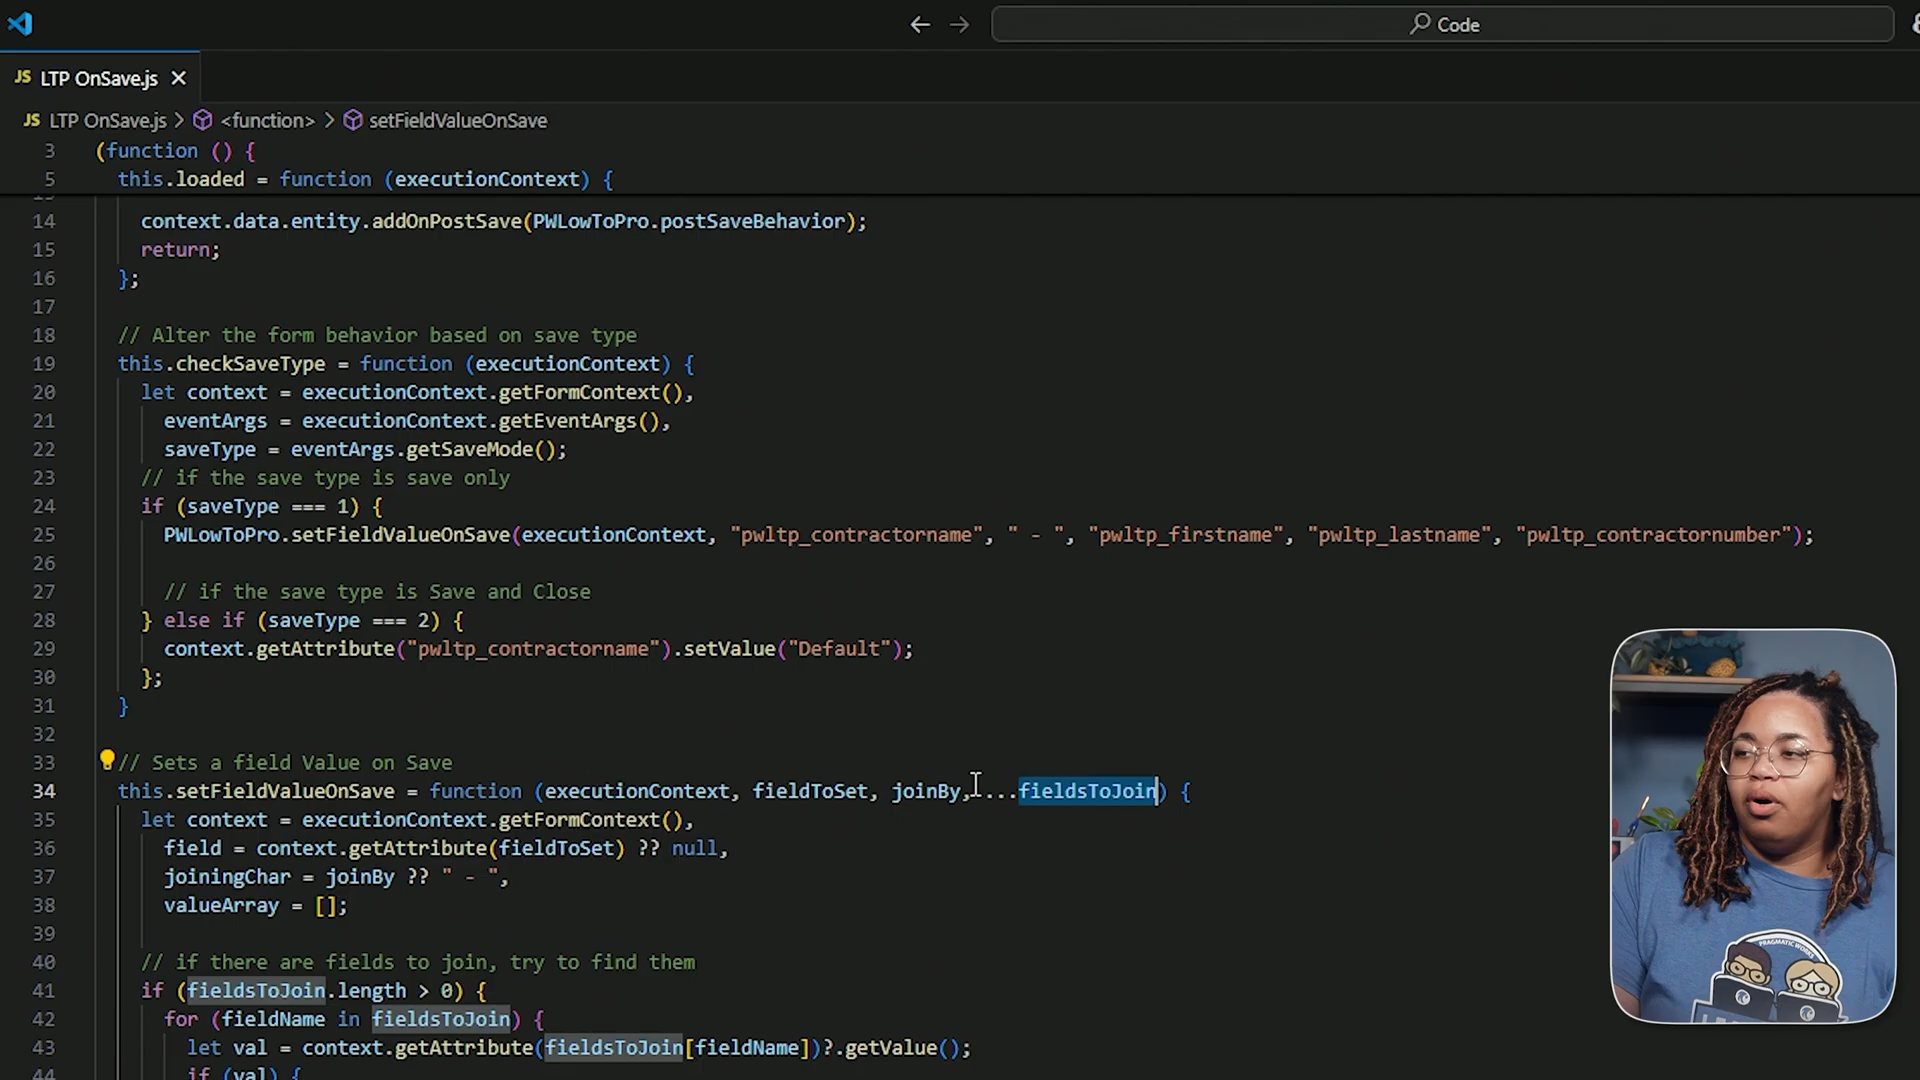 Code
JS LTP OnSave.js
JS LTP OnSave.js > <function> > setFieldValueOnSave
3 (function () {
5 this.loaded = function (executionContext) {
14 context.data.entity.addOnPostSave(PWLowToPro.postSaveBehavior);
15 return;
16 };
17
18 // Alter the form behavior based on save type
19 this.checkSaveType = function (executionContext) {
20 let context = executionContext.getFormContext(),
21 eventArgs = executionContext.getEventArgs(),
22 saveType = eventArgs.getSaveMode();
23 // if the save type is save only
24 if (saveType === 1) {
25 PWLowToPro.setFieldValueOnSave(executionContext, "pwltp_contractorname", " - ", "pwltp_firstname", "pwltp_lastname", "pwltp_contractornumber");
26
27 // if the save type is Save and Close
28 } else if (saveType === 2) {
29 context.getAttribute("pwltp_contractorname").setValue("Default");
30 };
31 }
32
33 // Sets a field Value on Save
34 this.setFieldValueOnSave = function (executionContext, fieldToSet, joinBy, ...fieldsToJoin) {
35 let context = executionContext.getFormContext(),
36 field = context.getAttribute(fieldToSet) ?? null,
37 joiningChar = joinBy ?? " - ",
38 valueArray = [];
39
40 // if there are fields to join, try to find them
41 if (fieldsToJoin.length > 0) {
42 for (fieldName in fieldsToJoin) {
43 let val = context.getAttribute(fieldsToJoin[fieldName])?.getValue();
44 if (val) {
PRAGMATIC WORKS